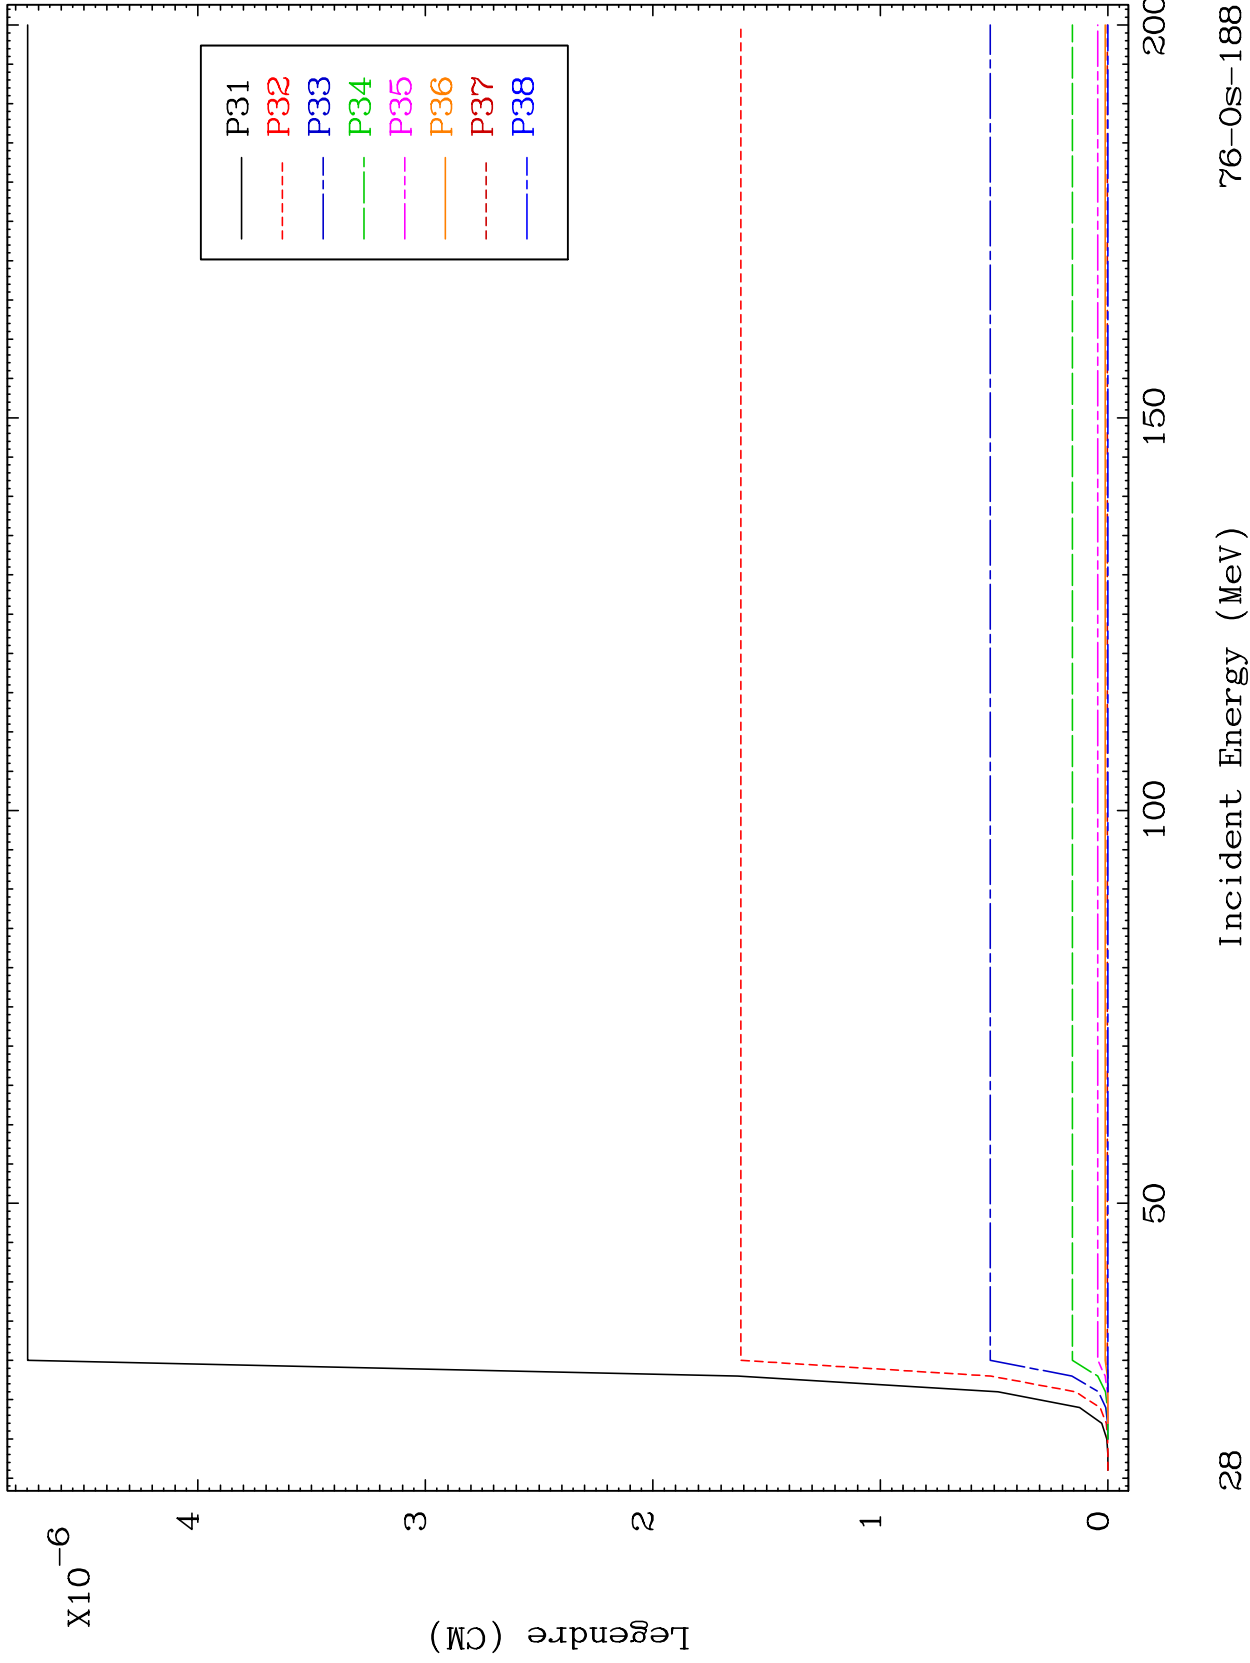 X10-6
4
3
2
1
0
Legendre (CM)
P31
P32
P33
P34
P35
P36
P37
P38
50
100
150
200
Incident Energy (MeV)
28
76-Os-188